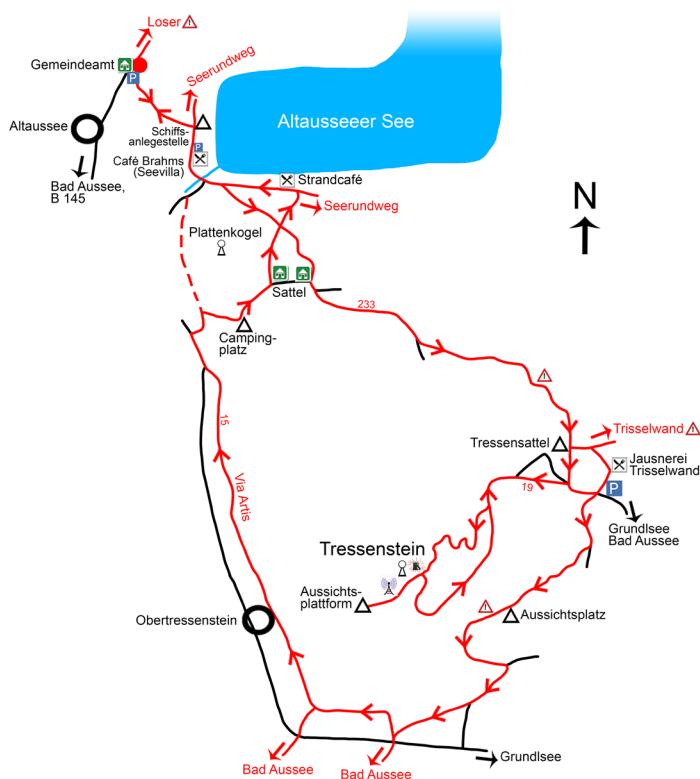 Loser
Gemeindeamt
P
Seerundweg
Altaussee
Schiffs-
anlegestelle
Altausseeer See
P
Café Brahms
(Seevilla)
Bad Aussee,
B 145
Strandcafé
Seerundweg
N
Plattenkogel
Sattel
233
Camping-
platz
15
Trisselwand
Tressensattel
Jausnerei
Trisselwand
P
19
Via Artis
Grundlsee
Bad Aussee
Tressenstein
Aussichts-
plattform
Aussichtsplatz
Obertressenstein
Grundlsee
Bad Aussee
Bad Aussee